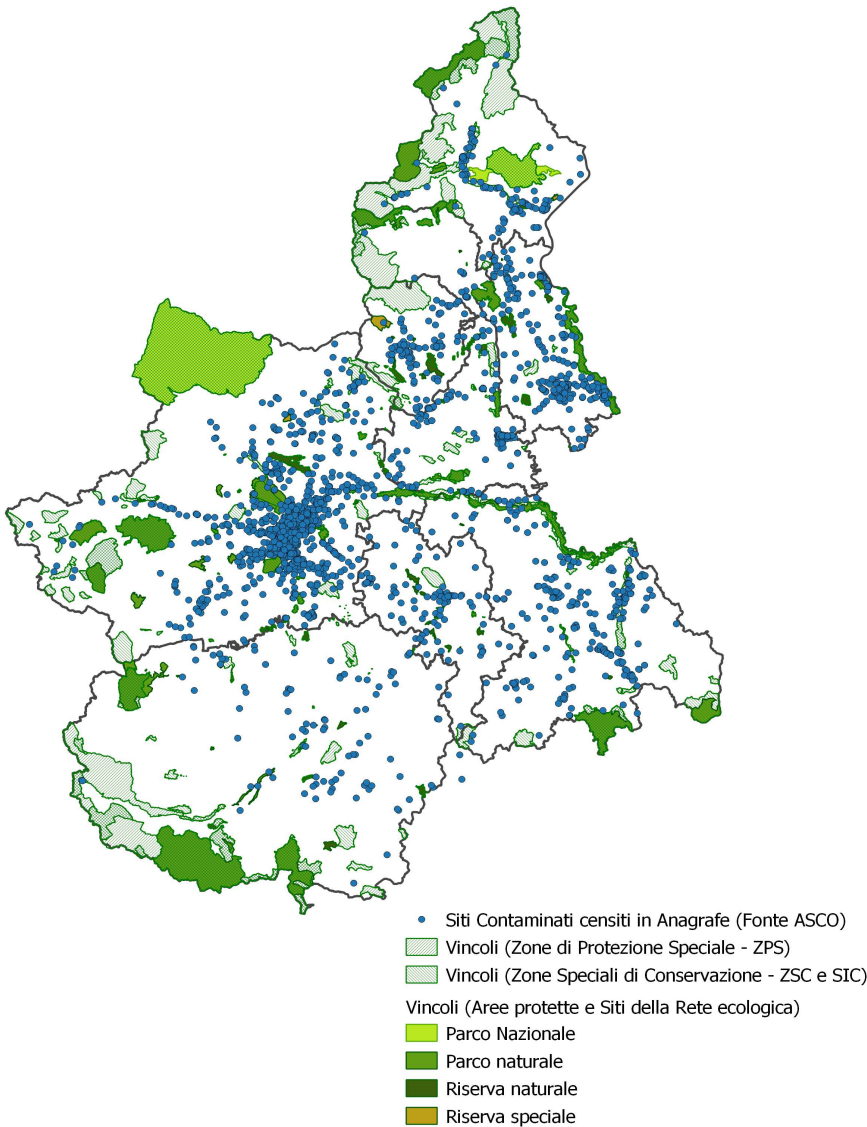 Siti Contaminati censiti in Anagrafe (Fonte ASCO)
Vincoli (Zone di Protezione Speciale - ZPS)
Vincoli (Zone Speciali di Conservazione - ZSC e SIC)
Vincoli (Aree protette e Siti della Rete ecologica)
Parco Nazionale
Parco naturale
Riserva naturale
Riserva speciale